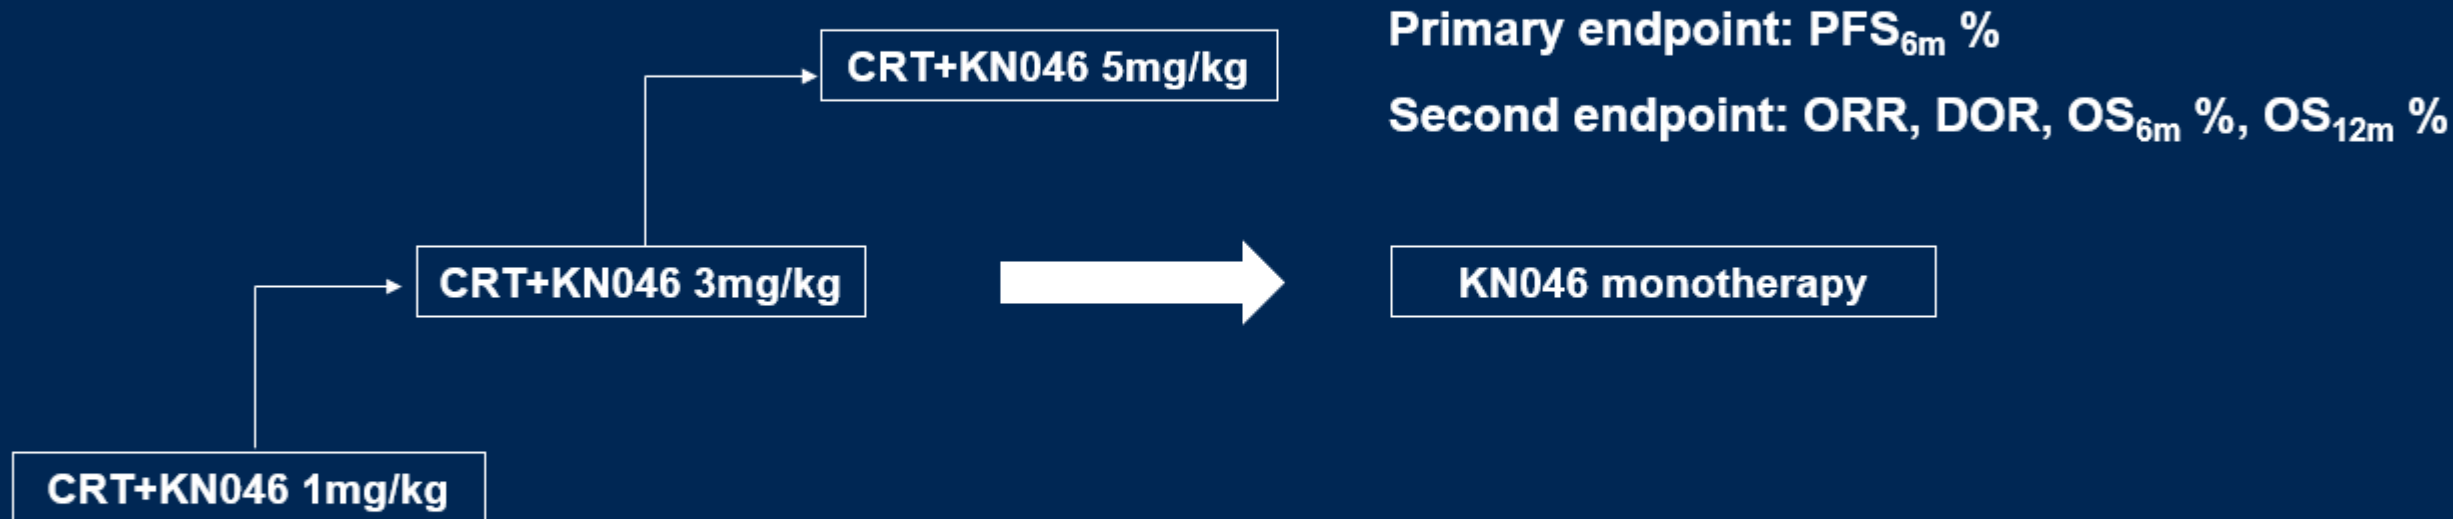 Primary endpoint: PFS6m %
CRT+KN046 5mg/kg
Second endpoint: ORR, DOR, OS6m %, OS12m %
CRT+KN046 3mg/kg
KN046 monotherapy
CRT+KN046 1mg/kg